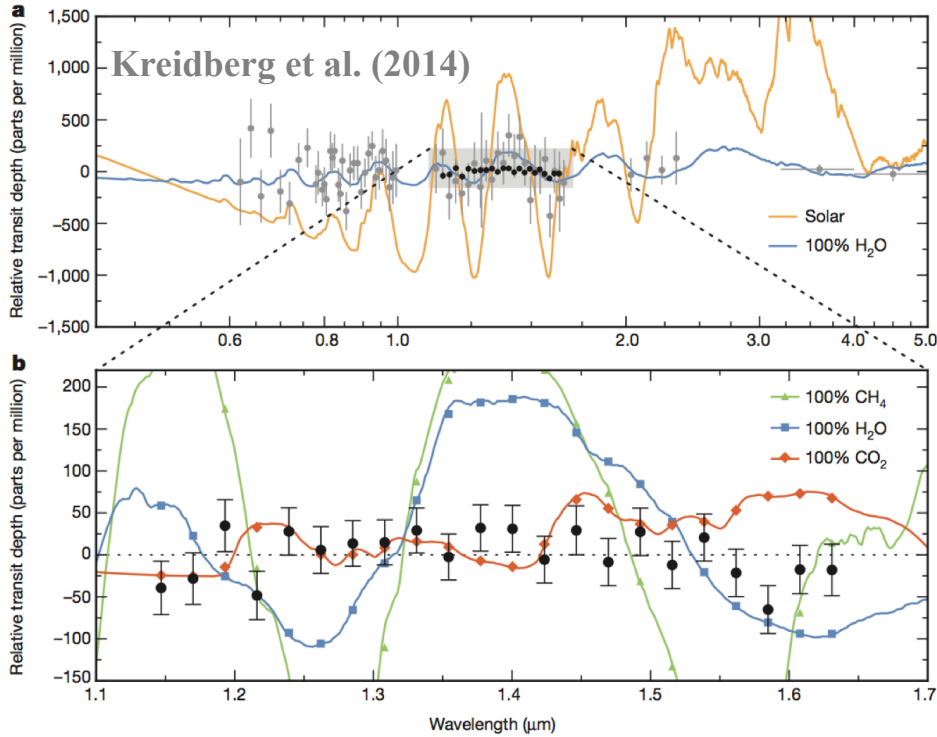 a
Kreidberg et al. (2014)
Relative transit depth (parts per million)
1,500
1,000
500
0
−500
−1,000
−1,500
Solar
100% H₂O
0.6 0.8 1.0 2.0 3.0 4.0 5.0
b
Relative transit depth (parts per million)
200
150
100
50
0
−50
−100
−150
100% CH₄
100% H₂O
100% CO₂
1.1 1.2 1.3 1.4 1.5 1.6 1.7
Wavelength (μm)